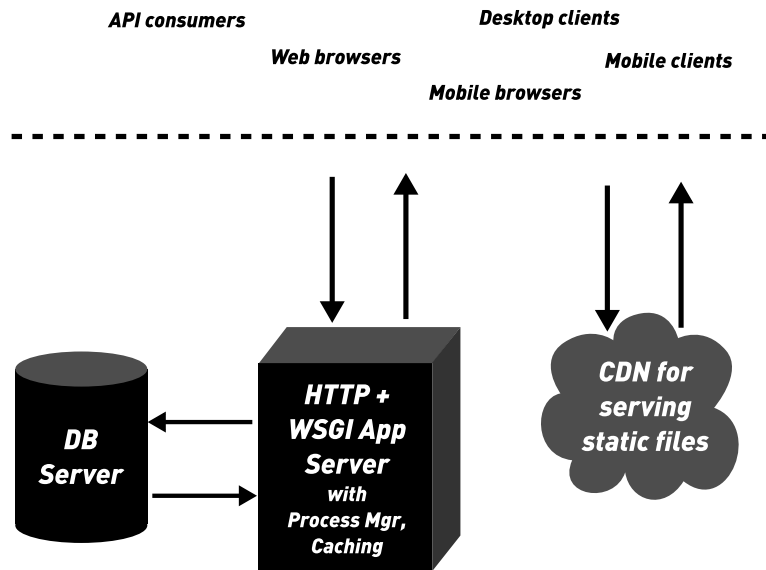 API consumers
Desktop clients
Web browsers
Mobile clients
Mobile browsers
HTTP +
WSGI App
Server
with
Process Mgr,
Caching
DB
Server
CDN for
serving
static files